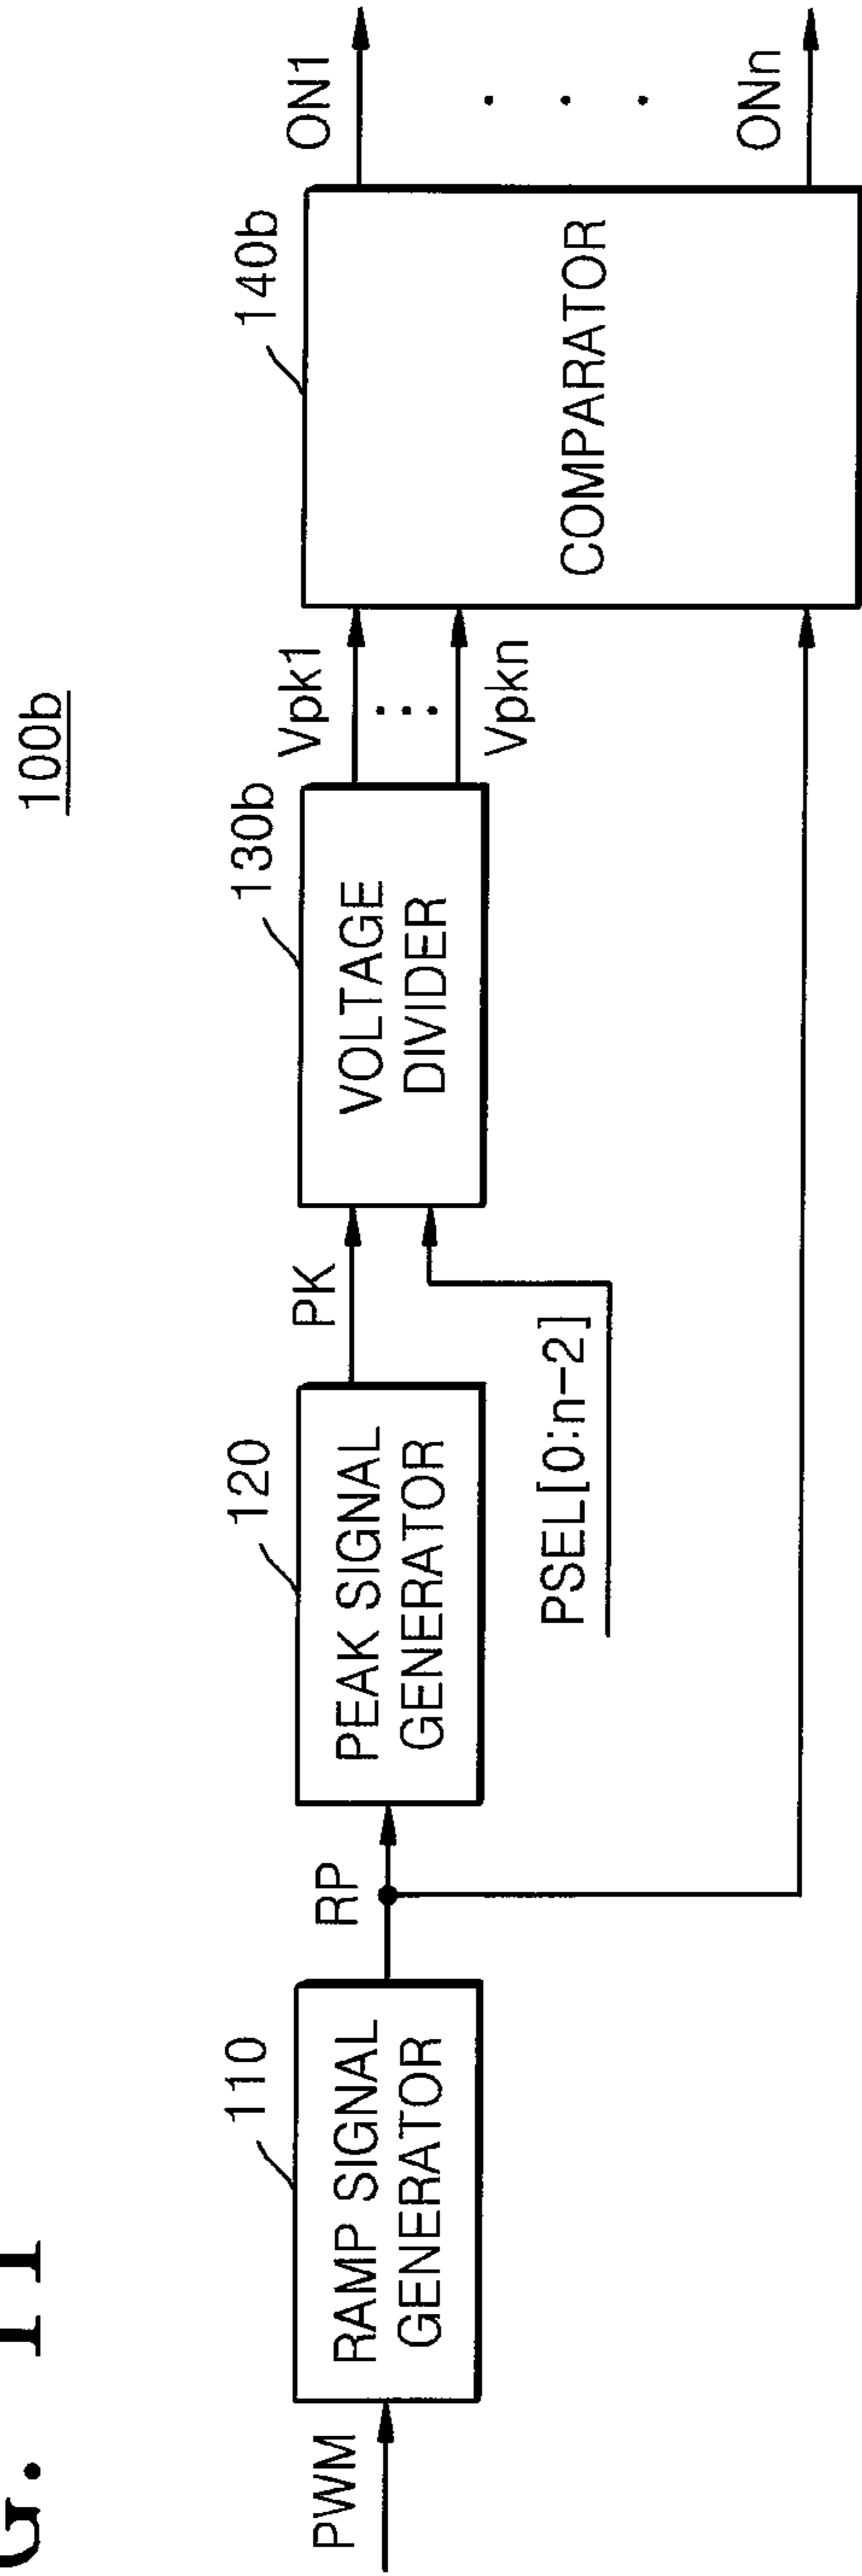 G. 11
100b
PWM
110
RAMP SIGNAL
GENERATOR
RP
120
PEAK SIGNAL
GENERATOR
PK
PSEL[0:n-2]
130b
VOLTAGE
DIVIDER
Vpk1
Vpkn
140b
COMPARATOR
ON1
ONn